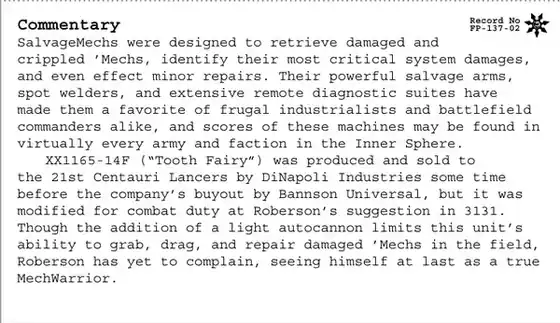 Commentary
Record No
FP-137-02
SalvageMechs were designed to retrieve damaged and
crippled ’Mechs, identify their most critical system damages,
and even effect minor repairs. Their powerful salvage arms,
spot welders, and extensive remote diagnostic suites have
made them a favorite of frugal industrialists and battlefield
commanders alike, and scores of these machines may be found in
virtually every army and faction in the Inner Sphere.
XX1165-14F (“Tooth Fairy”) was produced and sold to
the 21st Centauri Lancers by DiNapoli Industries some time
before the company’s buyout by Bannson Universal, but it was
modified for combat duty at Roberson’s suggestion in 3131.
Though the addition of a light autocannon limits this unit’s
ability to grab, drag, and repair damaged ’Mechs in the field,
Roberson has yet to complain, seeing himself at last as a true
MechWarrior.